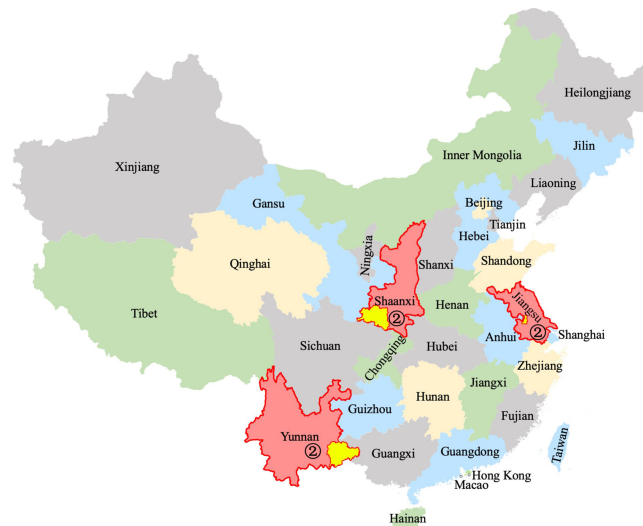 Heilongjiang
Jilin
Inner Mongolia
Xinjiang
Liaoning
Gansu
Beijing
Tianjin
Hebei
Ningxia
Shanxi
Qinghai
Shandong
Shaanxi
②
Henan
Jiangsu
②
Tibet
Anhui
Shanghai
Sichuan
Chongqing
Hubei
Zhejiang
Hunan
Jiangxi
Guizhou
Fujian
Yunnan
②
Guangxi
Guangdong
Taiwan
Hong Kong
Macao
Hainan